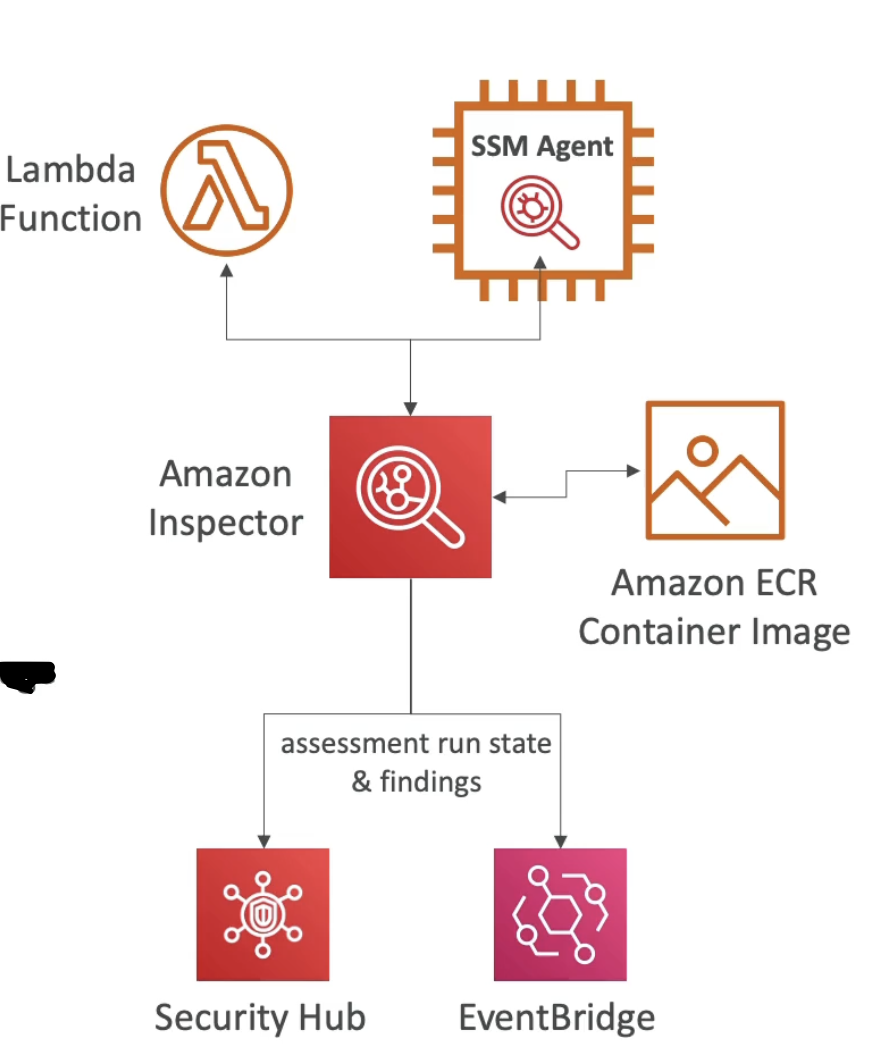 Lambda
Function
SSM Agent
Amazon
Inspector
Amazon ECR
Container Image
assessment run state
& findings
Security Hub
EventBridge